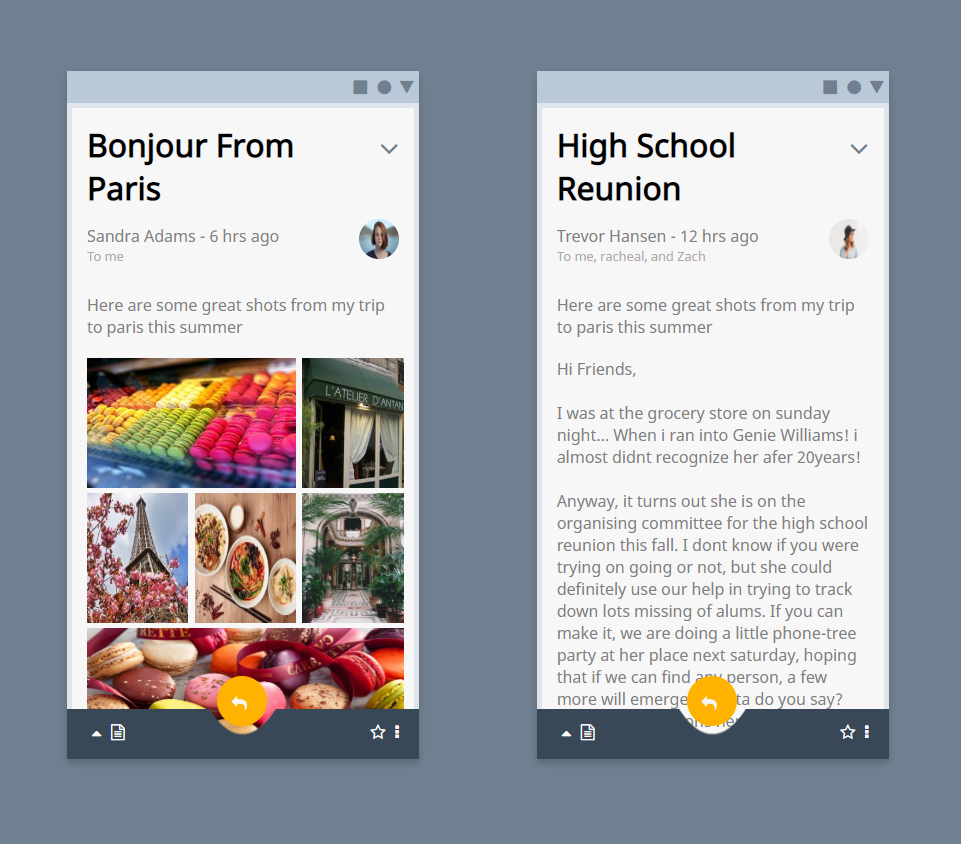 Bonjour From
Paris
Sandra Adams - 6 hrs ago
To me
Here are some great shots from my trip
to paris this summer
L'ATELIER D'ANTAN
High School
Reunion
Trevor Hansen - 12 hrs ago
To me, racheal, and Zach
Here are some great shots from my trip
to paris this summer
Hi Friends,
I was at the grocery store on sunday
night... When i ran into Genie Williams! i
almost didnt recognize her afer 20years!
Anyway, it turns out she is on the
organising committee for the high school
reunion this fall. I dont know if you were
trying on going or not, but she could
definitely use our help in trying to track
down lots missing of alums. If you can
make it, we are doing a little phone-tree
party at her place next saturday, hoping
that if we can find any person, a few
more will emerge do you say?